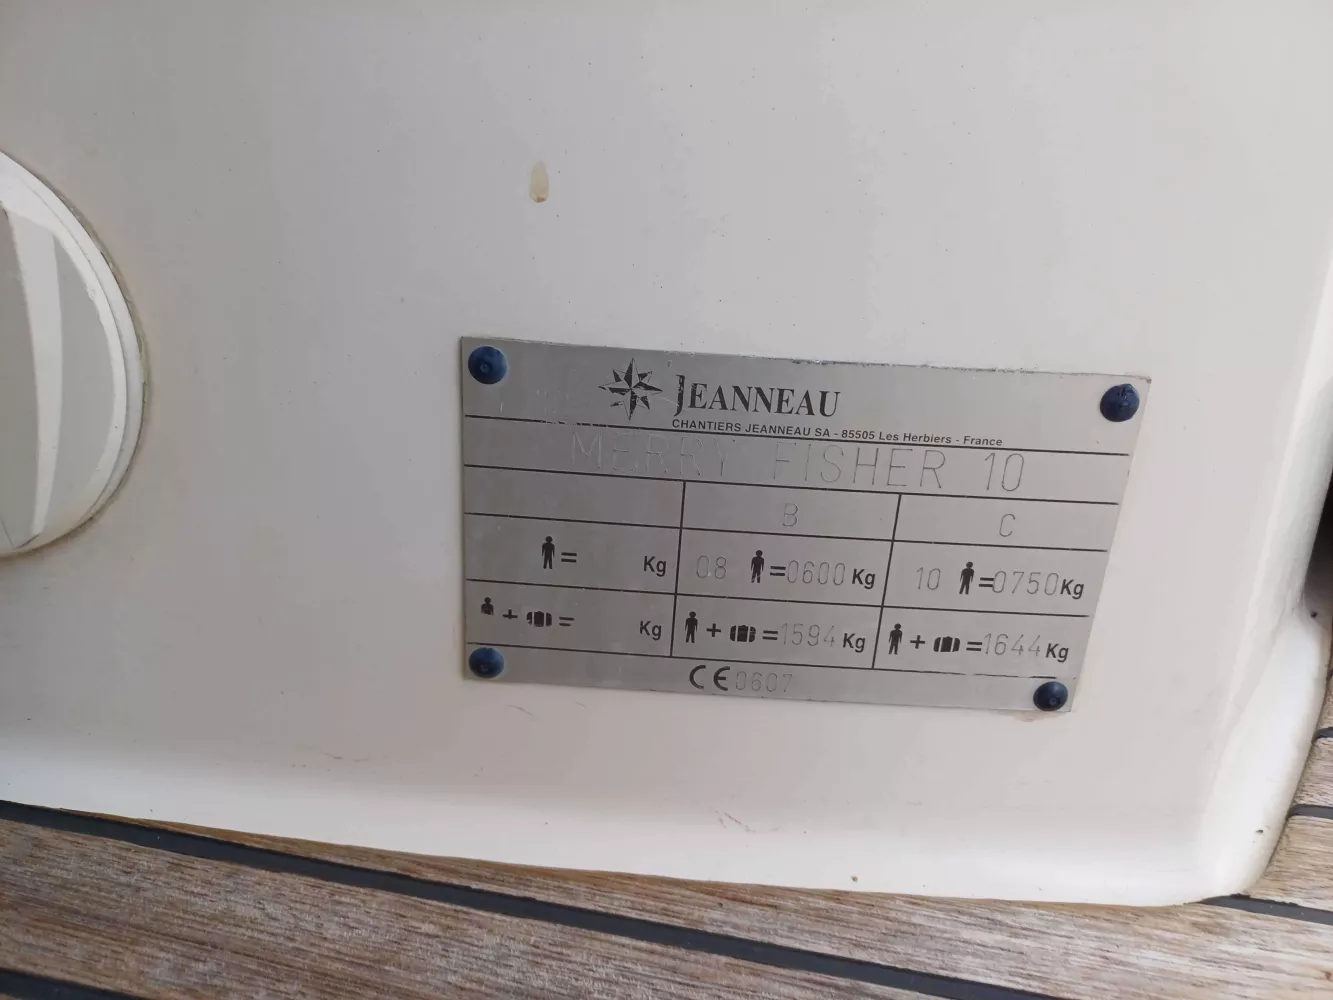 JEANNEAU
CHANTIERS JEANNEAU SA - 85505 Les Herbiers - France
MERRY FISHER 10
B C
= Kg 08 =0600 Kg 10 =0750 Kg
+ = Kg + =1594 Kg + =1644 Kg
CE 0607